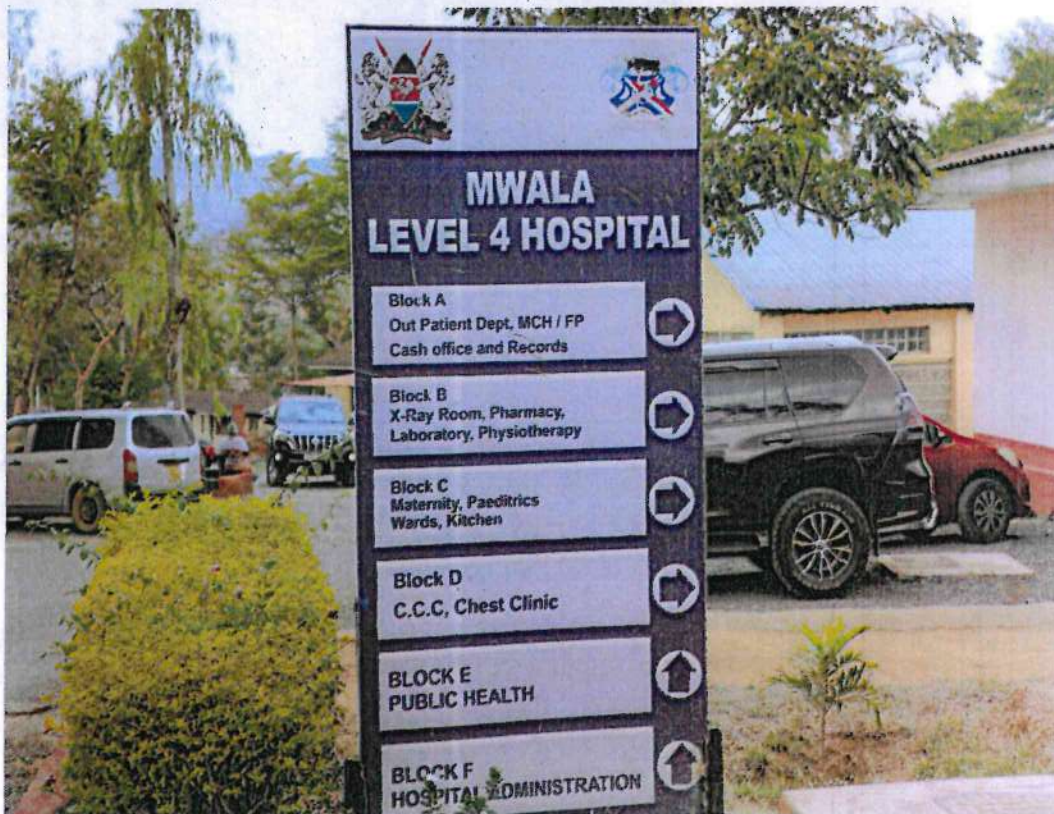 MWALA
LEVEL 4 HOSPITAL
Block A
Out Patient Dept, MCH / FP
Cash office and Records
Block B
X-Ray Room, Pharmacy,
Laboratory, Physiotherapy
Block C
Maternity, Paeditrics
Wards, Kitchen
Block D
C.C.C, Chest Clinic
BLOCK E
PUBLIC HEALTH
BLOCK F
HOSPITAL ADMINISTRATION